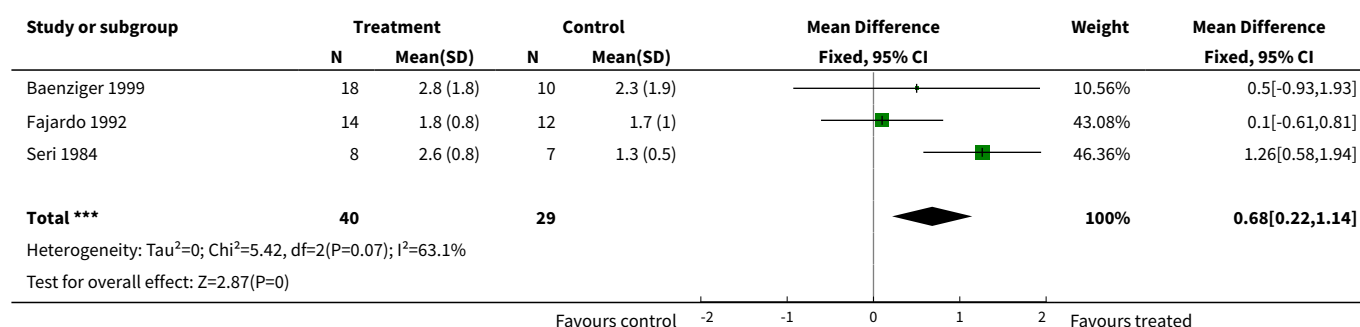 Study or subgroup Treatment Control Mean Difference Weight Mean Difference
N Mean(SD) N Mean(SD) Fixed, 95% CI Fixed, 95% CI
Baenziger 1999 18 2.8 (1.8) 10 2.3 (1.9) 10.56% 0.5[-0.93,1.93]
Fajardo 1992 14 1.8 (0.8) 12 1.7 (1) 43.08% 0.1[-0.61,0.81]
Seri 1984 8 2.6 (0.8) 7 1.3 (0.5) 46.36% 1.26[0.58,1.94]
Total *** 40 29 100% 0.68[0.22,1.14]
Heterogeneity: Tau²=0; Chi²=5.42, df=2(P=0.07); I²=63.1%
Test for overall effect: Z=2.87(P=0)
Favours control -2 -1 0 1 2 Favours treated